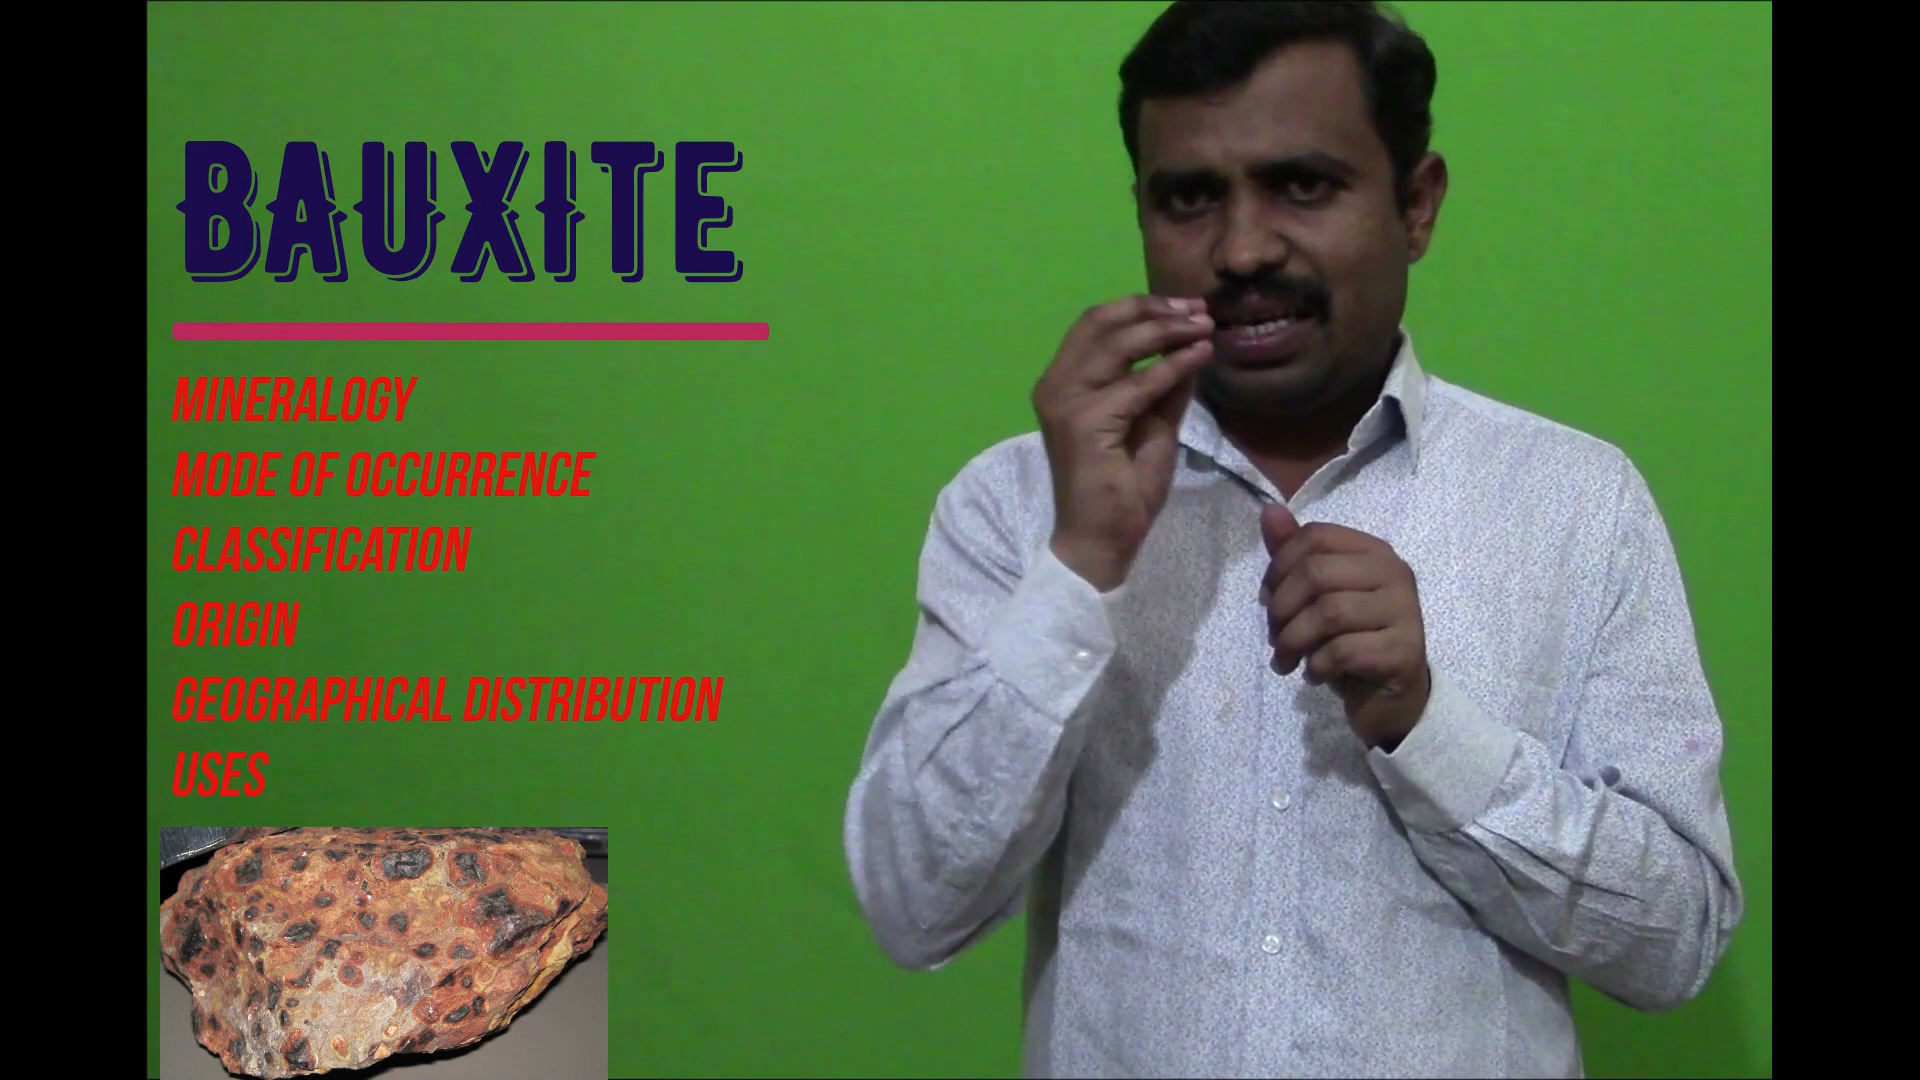 BAUXITE
MINERALOGY
MODE OF OCCURRENCE
CLASSIFICATION
ORIGIN
GEOGRAPHICAL DISTRIBUTION
USES